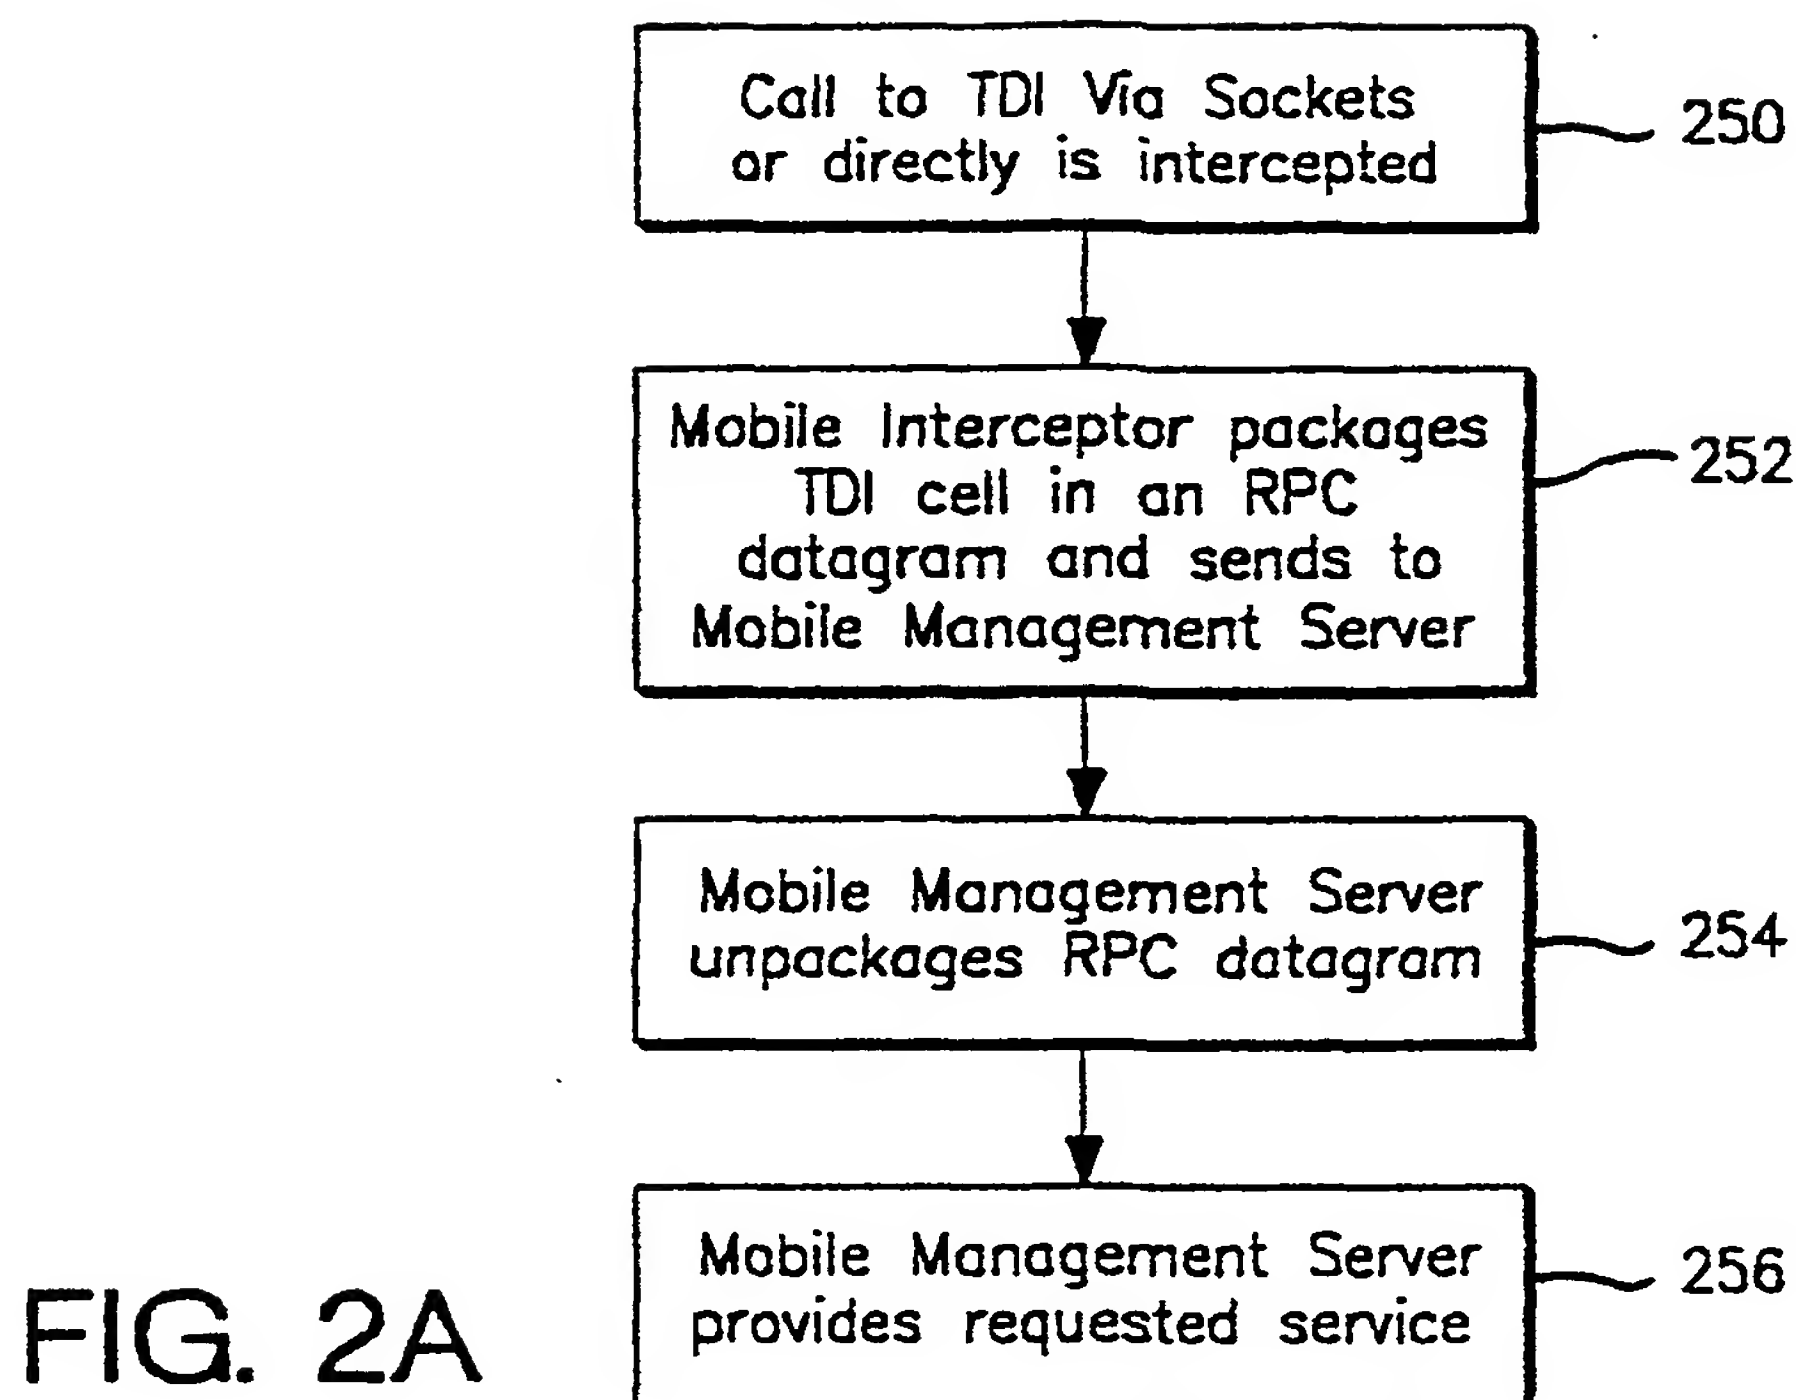 Call to TDI Via Sockets
or directly is intercepted
250
Mobile Interceptor packages
TDI cell in an RPC
datagram and sends to
Mobile Management Server
252
Mobile Management Server
unpackages RPC datagram
254
Mobile Management Server
provides requested service
256
FIG. 2A